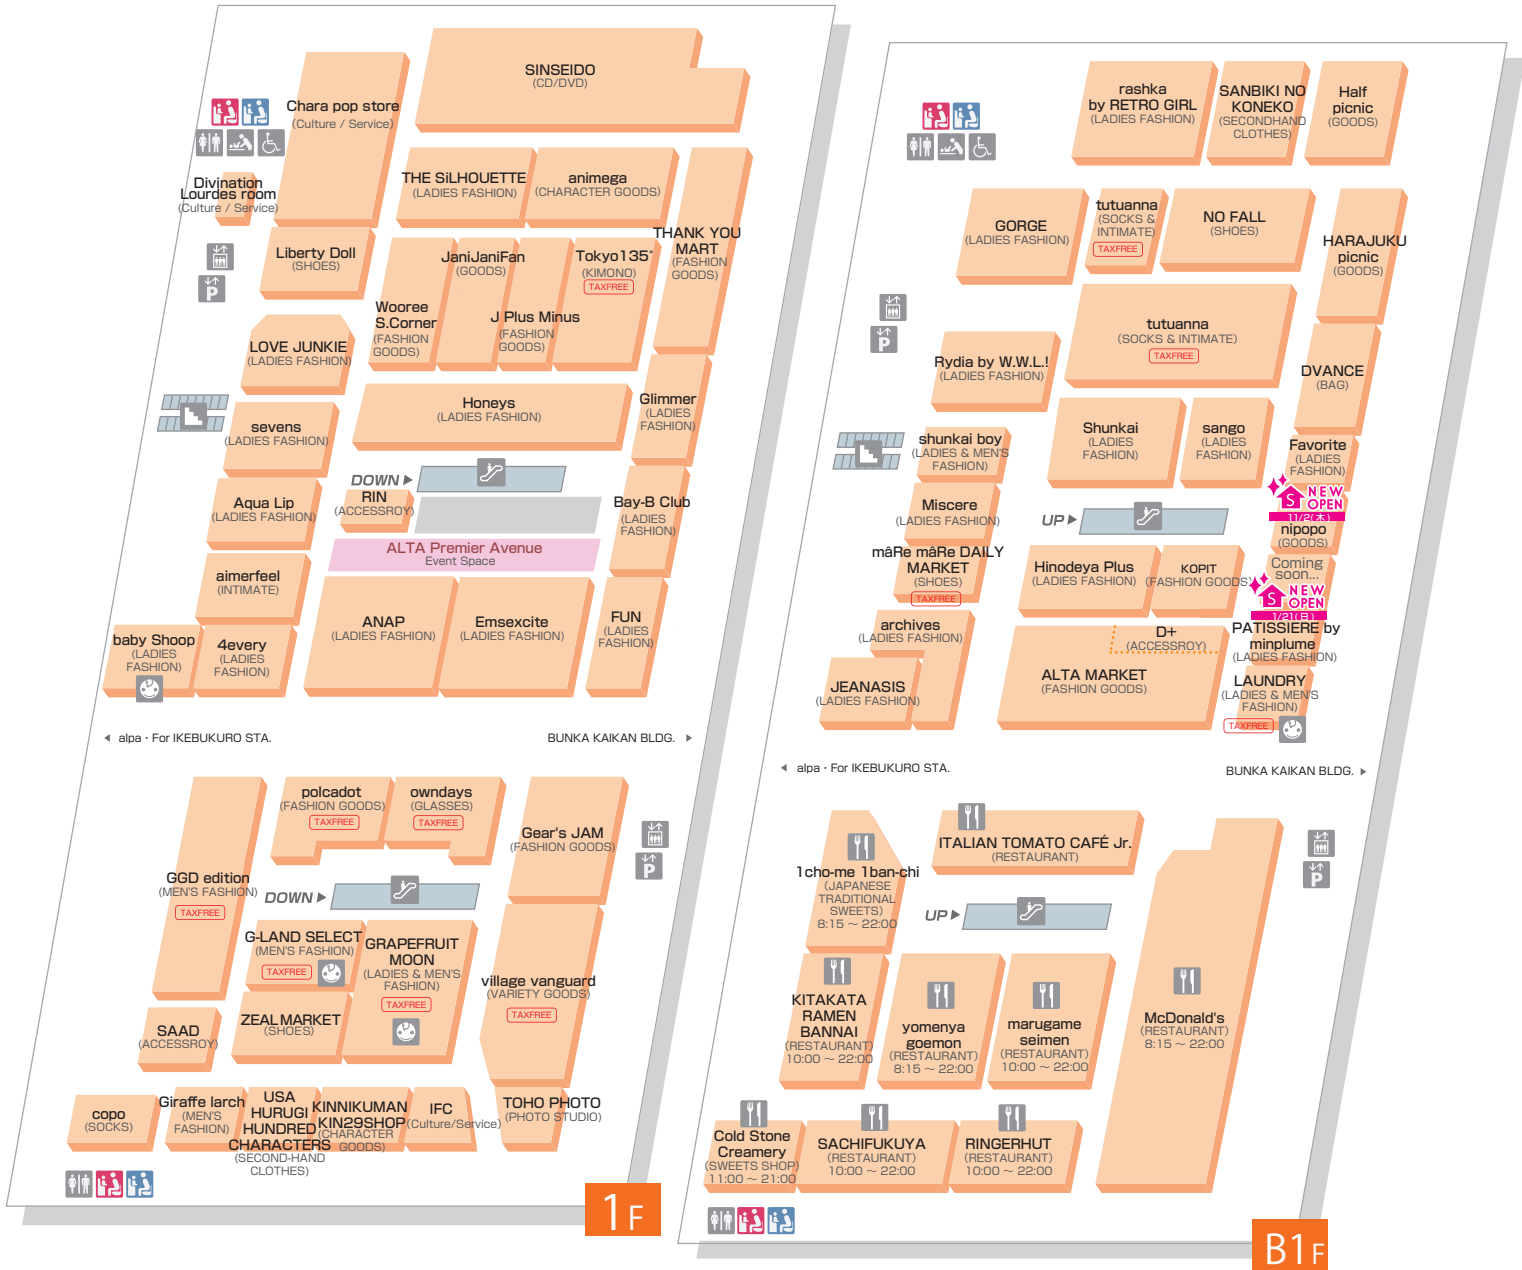 SINSEIDO
(CD/DVD)
Chara pop store
(Culture / Service)
Divination
Lourdes room
(Culture / Service)
THE SiLHOUETTE
(LADIES FASHION)
animega
(CHARACTER GOODS)
THANK YOU
MART
(FASHION
GOODS)
Liberty Doll
(SHOES)
Wooree
S.Corner
(FASHION
GOODS)
JaniJaniFan
(GOODS)
J Plus Minus
(FASHION
GOODS)
Tokyo135°
(KIMONO)
TAXFREE
P
LOVE JUNKIE
(LADIES FASHION)
Honeys
(LADIES FASHION)
Glimmer
(LADIES
FASHION)
sevens
(LADIES FASHION)
DOWN
RIN
(ACCESSROY)
Aqua Lip
(LADIES FASHION)
Bay-B Club
(LADIES
FASHION)
ALTA Premier Avenue
Event Space
aimerfeel
(INTIMATE)
ANAP
(LADIES FASHION)
Emsexcite
(LADIES FASHION)
FUN
(LADIES
FASHION)
baby Shoop
(LADIES
FASHION)
4every
(LADIES
FASHION)
alpa・For IKEBUKURO STA.
BUNKA KAIKAN BLDG.
polcadot
(FASHION GOODS)
TAXFREE
owndays
(GLASSES)
TAXFREE
Gear's JAM
(FASHION GOODS)
P
GGD edition
(MEN'S FASHION)
TAXFREE
DOWN
G-LAND SELECT
(MEN'S FASHION)
TAXFREE
GRAPEFRUIT
MOON
(LADIES & MEN'S
FASHION)
TAXFREE
village vanguard
(VARIETY GOODS)
TAXFREE
SAAD
(ACCESSROY)
ZEAL MARKET
(SHOES)
copo
(SOCKS)
Giraffe larch
(MEN'S
FASHION)
USA
HURUGI
HUNDRED
CHARACTERS
(SECOND-HAND
CLOTHES)
KINNIKUMAN
KIN29SHOP
(CHARACTER
GOODS)
IFC
(Culture/Service)
TOHO PHOTO
(PHOTO STUDIO)
1F
rashka
by RETRO GIRL
(LADIES FASHION)
SANBIKI NO
KONEKO
(SECONDHAND
CLOTHES)
Half
picnic
(GOODS)
GORGE
(LADIES FASHION)
tutuanna
(SOCKS &
INTIMATE)
TAXFREE
NO FALL
(SHOES)
HARAJUKU
picnic
(GOODS)
P
tutuanna
(SOCKS & INTIMATE)
TAXFREE
Rydia by W.W.L.!
(LADIES FASHION)
DVANCE
(BAG)
shunkai boy
(LADIES & MEN'S
FASHION)
Shunkai
(LADIES
FASHION)
sango
(LADIES
FASHION)
Favorite
(LADIES
FASHION)
NEW
OPEN
11/2(木)
nipopo
(GOODS)
Miscere
(LADIES FASHION)
UP
mâRe mâRe DAILY
MARKET
(SHOES)
TAXFREE
Hinodeya Plus
(LADIES FASHION)
KOPIT
(FASHION GOODS)
Coming
soon...
NEW
OPEN
PATISSIERE by
minplume
(LADIES FASHION)
archives
(LADIES FASHION)
D+
(ACCESSROY)
ALTA MARKET
(FASHION GOODS)
JEANASIS
(LADIES FASHION)
LAUNDRY
(LADIES & MEN'S
FASHION)
TAXFREE
alpa・For IKEBUKURO STA.
BUNKA KAIKAN BLDG.
1cho-me 1ban-chi
(JAPANESE
TRADITIONAL
SWEETS)
8:15 ～ 22:00
ITALIAN TOMATO CAFÉ Jr.
(RESTAURANT)
UP
P
KITAKATA
RAMEN
BANNAI
(RESTAURANT)
10:00 ～ 22:00
yomenya
goemon
(RESTAURANT)
8:15 ～ 22:00
marugame
seimen
(RESTAURANT)
10:00 ～ 22:00
McDonald's
(RESTAURANT)
8:15 ～ 22:00
Cold Stone
Creamery
(SWEETS SHOP)
11:00 ～ 21:00
SACHIFUKUYA
(RESTAURANT)
10:00 ～ 22:00
RINGERHUT
(RESTAURANT)
10:00 ～ 22:00
B1F